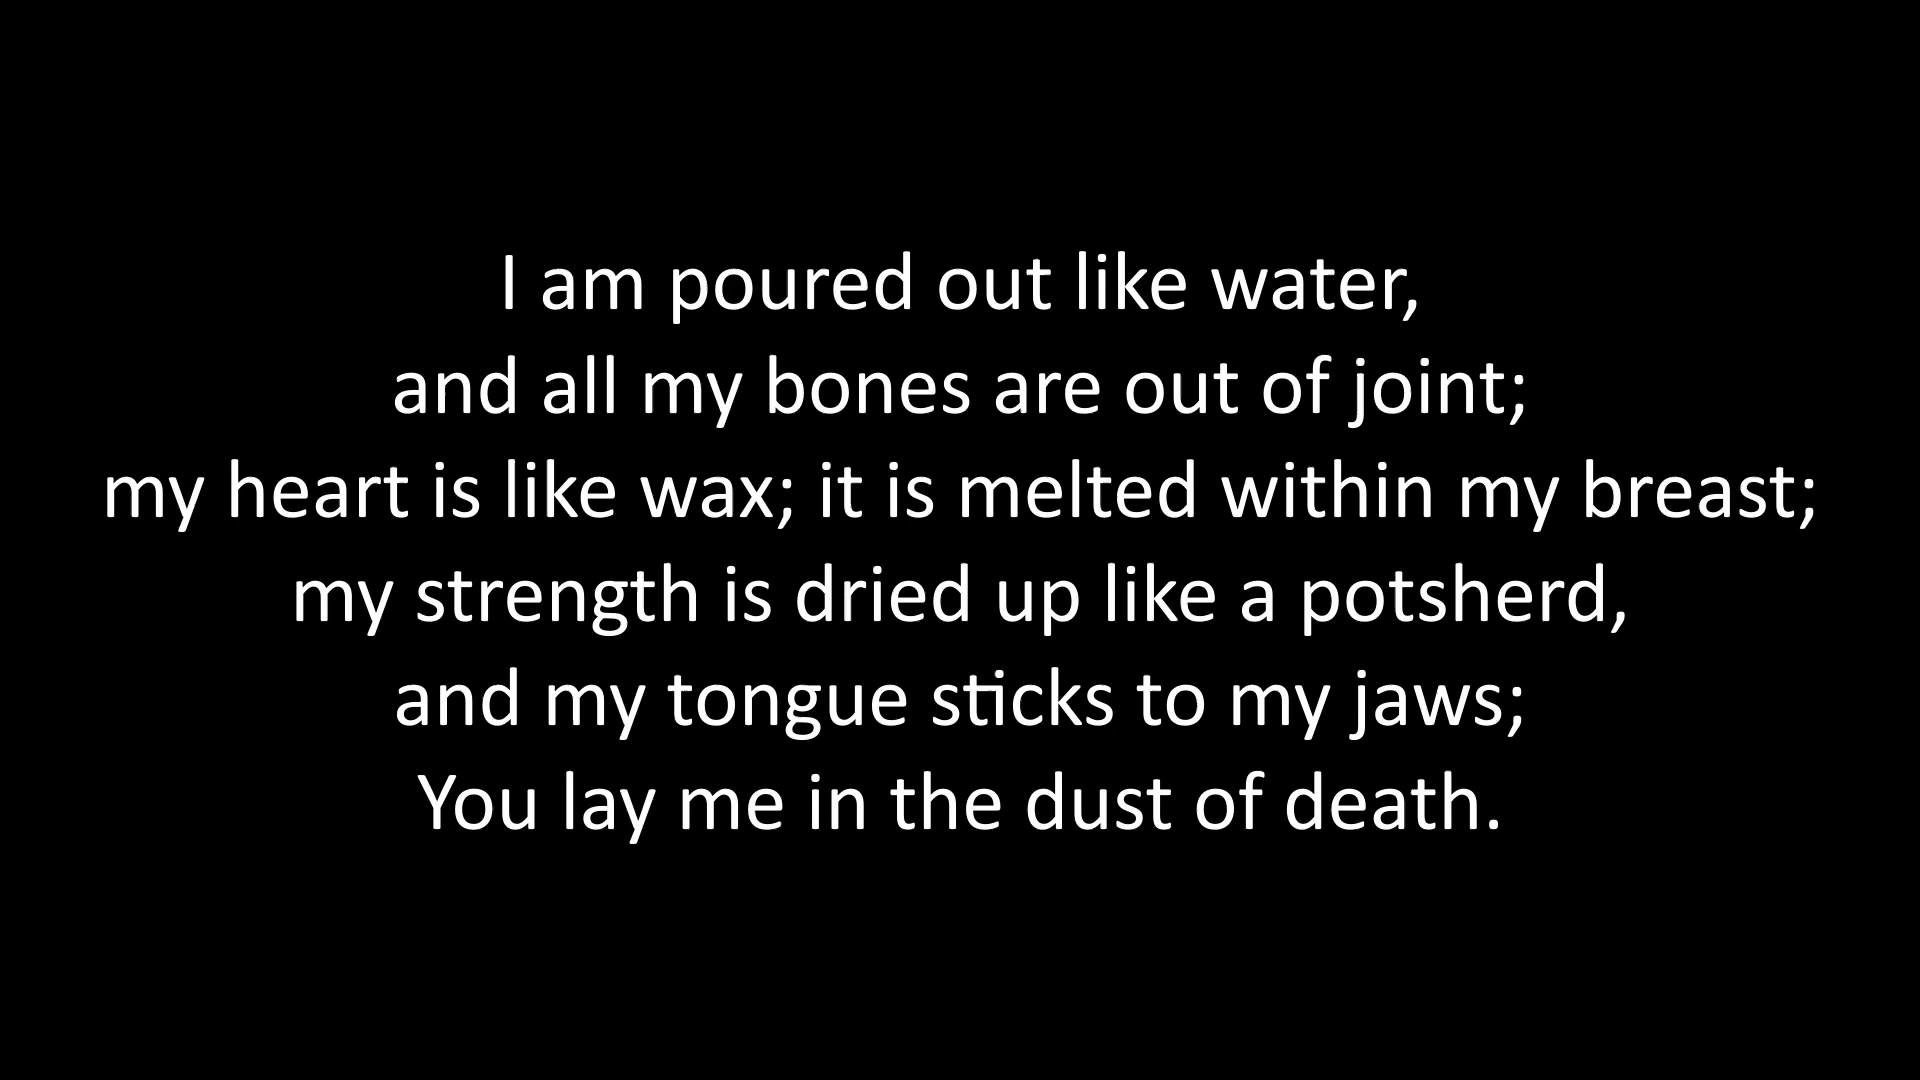 I am poured out like water,
and all my bones are out of joint;
my heart is like wax; it is melted within my breast;
my strength is dried up like a potsherd,
and my tongue sticks to my jaws;
You lay me in the dust of death.